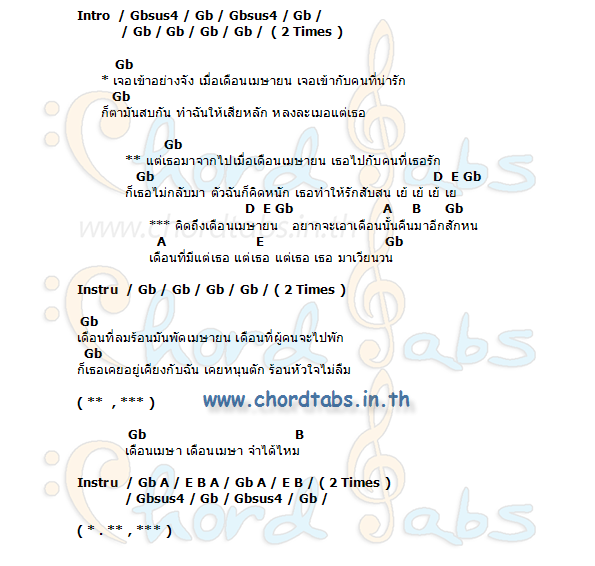 Intro / Gbsus4 / Gb / Gbsus4 / Gb /
/ Gb / Gb / Gb / Gb / ( 2 Times )
Gb
* เจอเข้าอย่างจัง เมื่อเดือนเมษายน เจอเข้ากับคนที่น่ารัก
Gb
ก็ตามันสบกัน ทำฉันให้เสียหลัก หลงละเมอแต่เธอ
Gb
** แต่เธอมาจากไปเมื่อเดือนเมษายน เธอไปกับคนที่เธอรัก
Gb D E Gb
ก็เธอไม่กลับมา ตัวฉันก็คิดหนัก เธอทำให้รักสับสน เย้ เย้ เย้ เย
D E Gb A B Gb
*** คิดถึงเดือนเมษายน อยากจะเอาเดือนนั้นคืนมาอีกสักหน
A E Gb
เดือนที่มีแต่เธอ แต่เธอ แต่เธอ เธอ มาเวียนวน
Instru / Gb / Gb / Gb / Gb / ( 2 Times )
Gb
เดือนที่ลมร้อนมันพัดเมษายน เดือนที่ผู้คนจะไปพัก
Gb
ก็เธอเคยอยู่เคียงกับฉัน เคยหนุนตัก ร้อนหัวใจไม่ลืม
( ** , *** )
www.chordtabs.in.th
Gb B
เดือนเมษา เดือนเมษา จำได้ไหม
Instru / Gb A / E B A / Gb A / E B / ( 2 Times )
/ Gbsus4 / Gb / Gbsus4 / Gb /
( * . ** , *** )